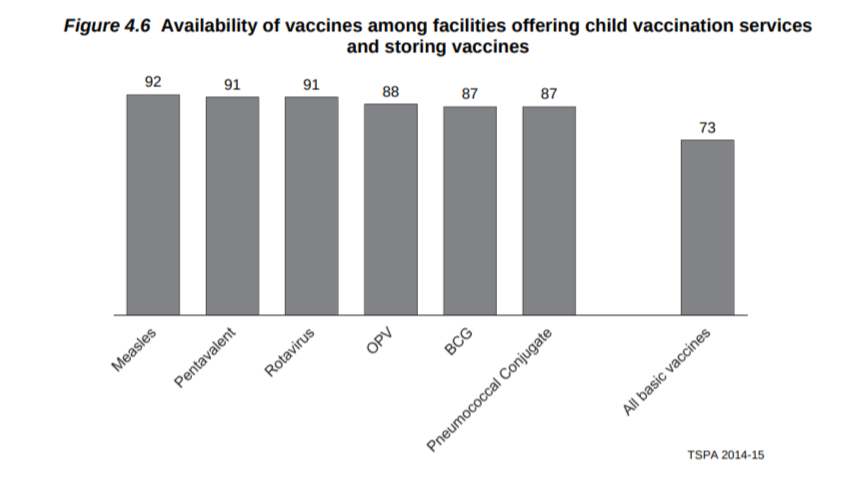 Figure 4.6 Availability of vaccines among facilities offering child vaccination services
and storing vaccines
92
91
91
88
87
87
73
Measles
Pentavalent
Rotavirus
OPV
BCG
Pneumococcal Conjugate
All basic vaccines
TSPA 2014-15